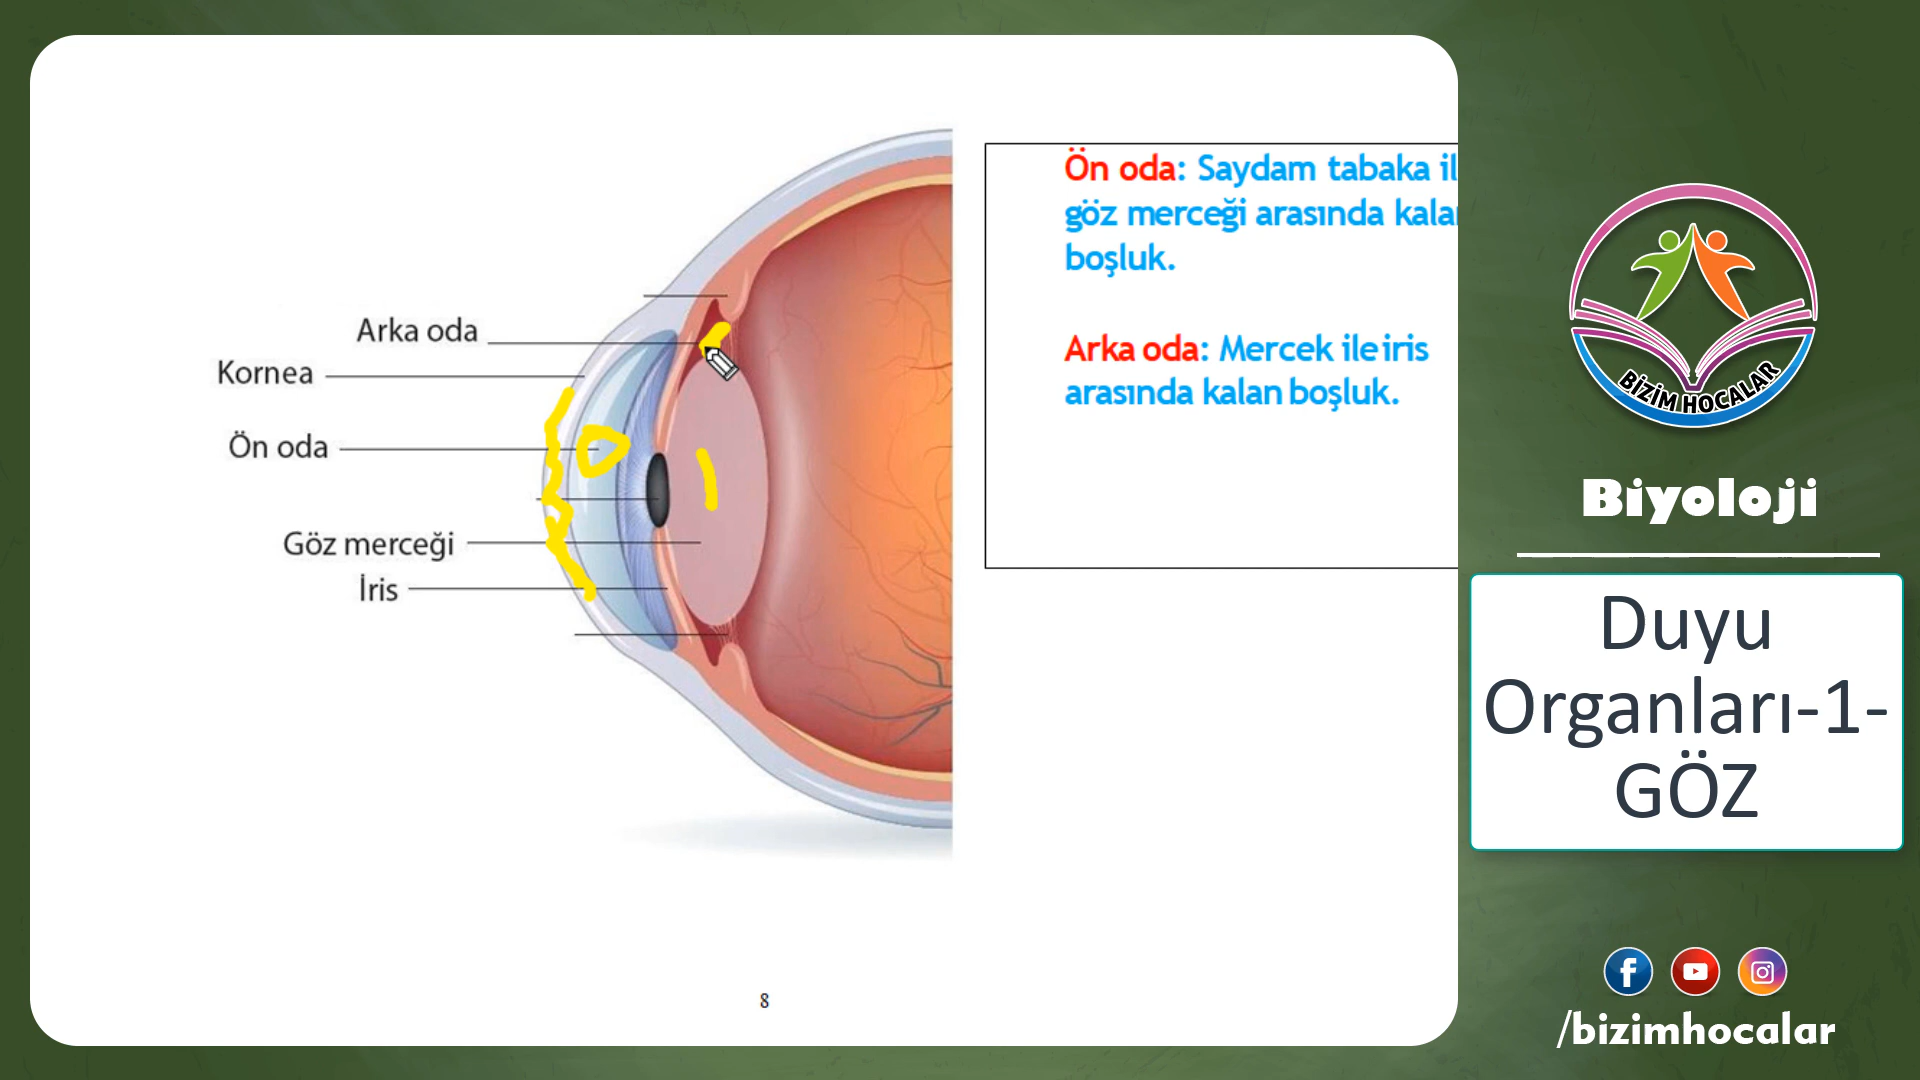 Arka oda
Kornea
Ön oda
Göz merceği
İris
Ön oda: Saydam tabaka il
göz merceği arasında kala
boşluk.
Arka oda: Mercek ile iris
arasında kalan boşluk.
8
BİZİM HOCALAR
Biyoloji
Duyu
Organları-1-
GÖZ
/bizimhocalar